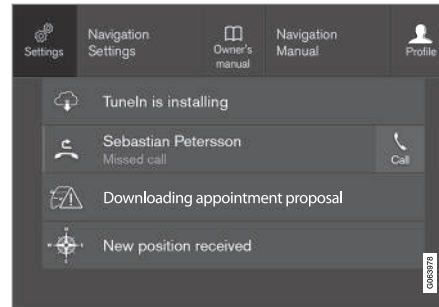 Settings
Navigation
Settings
Owner's
manual
Navigation
Manual
Profile
TuneIn is installing
Sebastian Petersson
Missed call
Call
Downloading appointment proposal
New position received
G063978